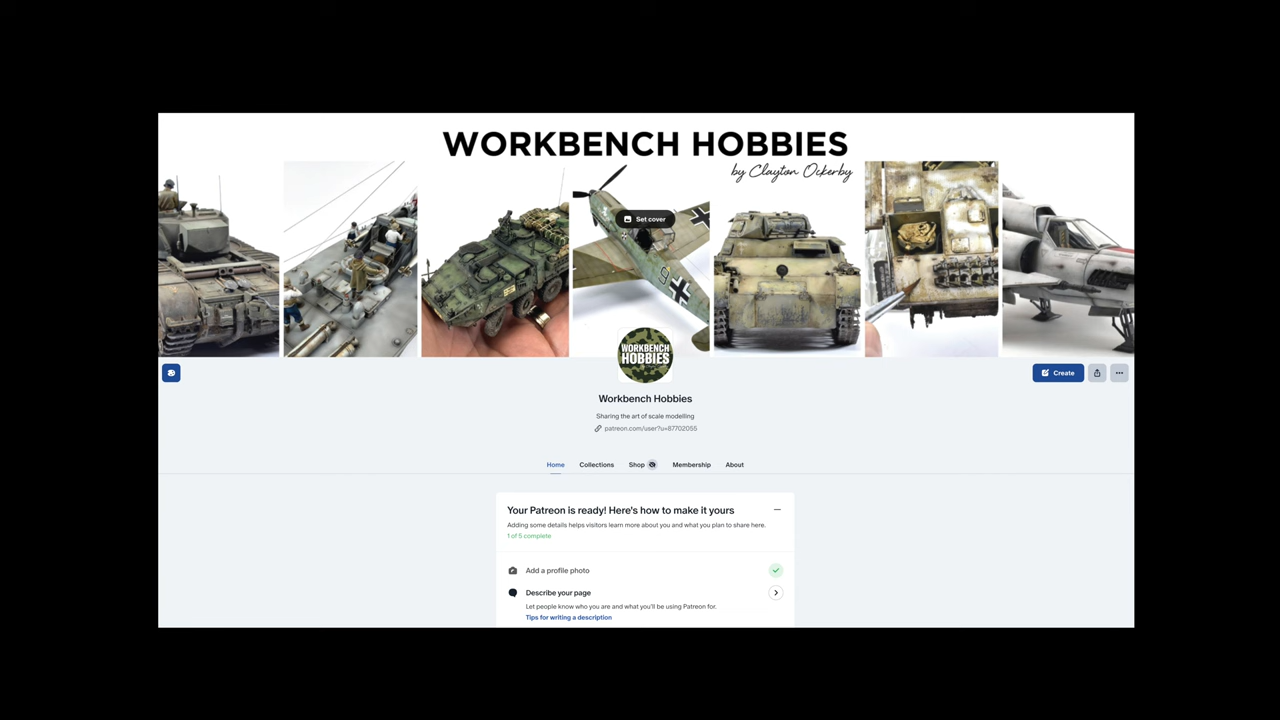 WORKBENCH HOBBIES
by Clayton Ockerby
Set cover
9
WORKBENCH
HOBBIES
Create
Workbench Hobbies
Sharing the art of scale modelling
patreon.com/user?u=87702055
Home Collections Shop Membership About
Your Patreon is ready! Here's how to make it yours
Adding some details helps visitors learn more about you and what you plan to share here.
1 of 5 complete
Add a profile photo
Describe your page
Let people know who you are and what you'll be using Patreon for.
Tips for writing a description